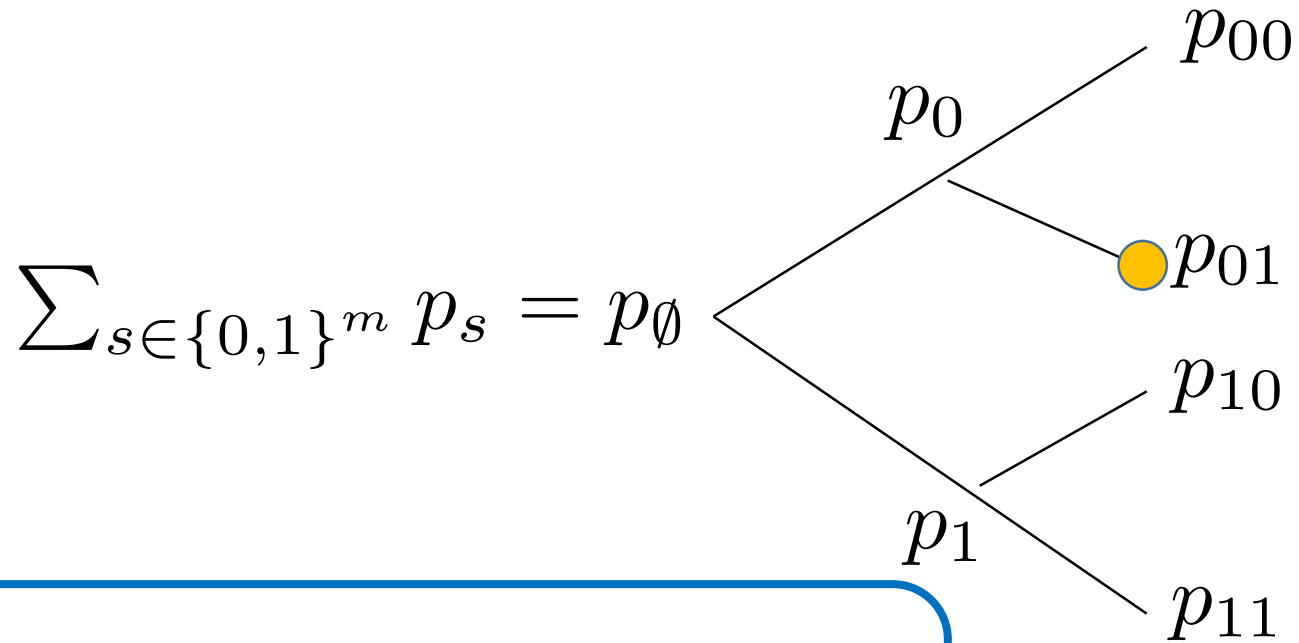 p_{00}
p_0
p_{01}
\sum_{s \in \{0,1\}^m} p_s = p_\emptyset
p_{10}
p_1
p_{11}